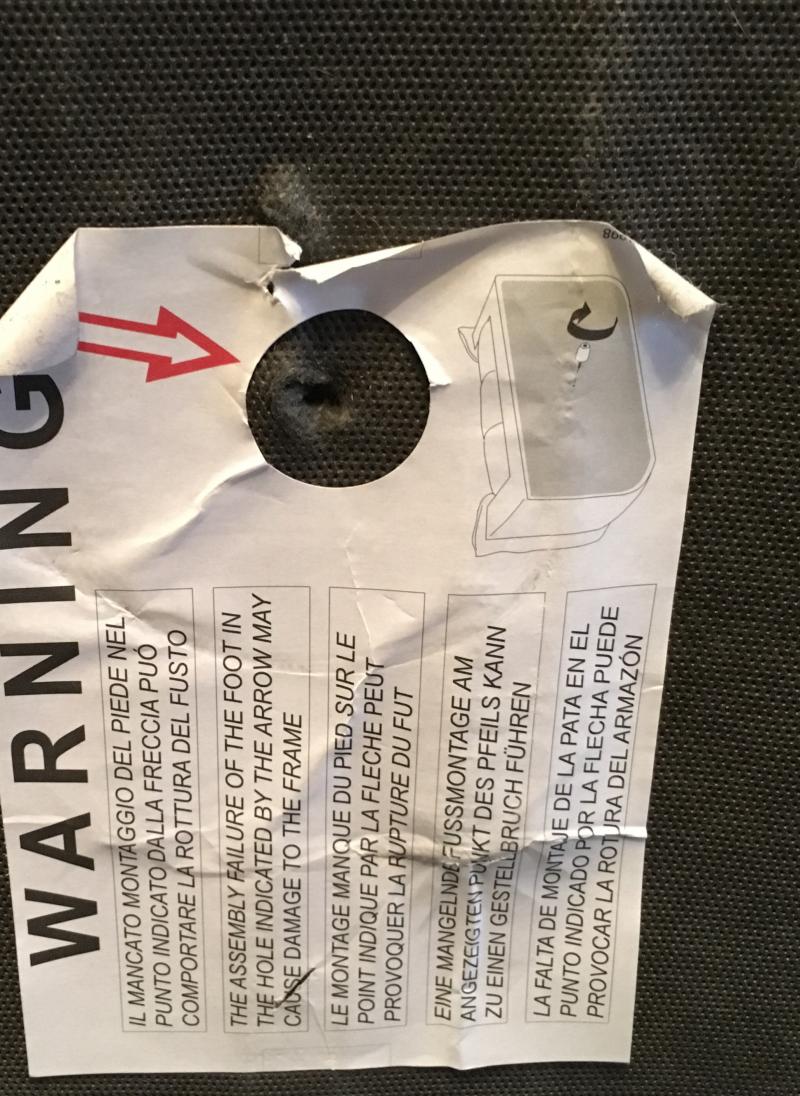 WARNING
IL MANCATO MONTAGGIO DEL PIEDE NEL
PUNTO INDICATO DALLA FRECCIA PUÓ
COMPORTARE LA ROTTURA DEL FUSTO
THE ASSEMBLY FAILURE OF THE FOOT IN
THE HOLE INDICATED BY THE ARROW MAY
CAUSE DAMAGE TO THE FRAME
LE MONTAGE MANQUE DU PIED SUR LE
POINT INDIQUE PAR LA FLECHE PEUT
PROVOQUER LA RUPTURE DU FUT
EINE MANGELNDE FUSSMONTAGE AM
ANGEZEIGTEN PUNKT DES PFEILS KANN
ZU EINEN GESTELLBRUCH FÜHREN
LA FALTA DE MONTAJE DE LA PATA EN EL
PUNTO INDICADO POR LA FLECHA PUEDE
PROVOCAR LA ROTURA DEL ARMAZÓN